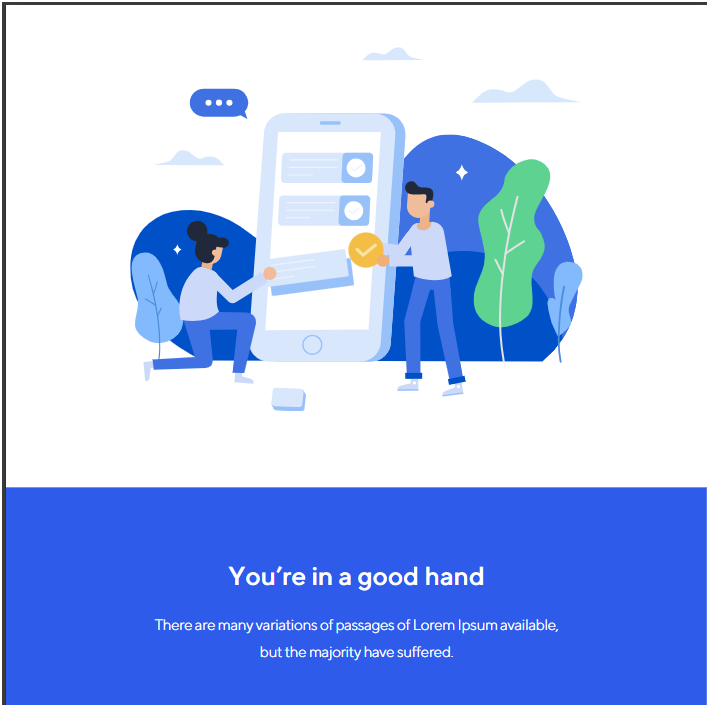 You’re in a good hand
There are many variations of passages of Lorem Ipsum available,
but the majority have suffered.